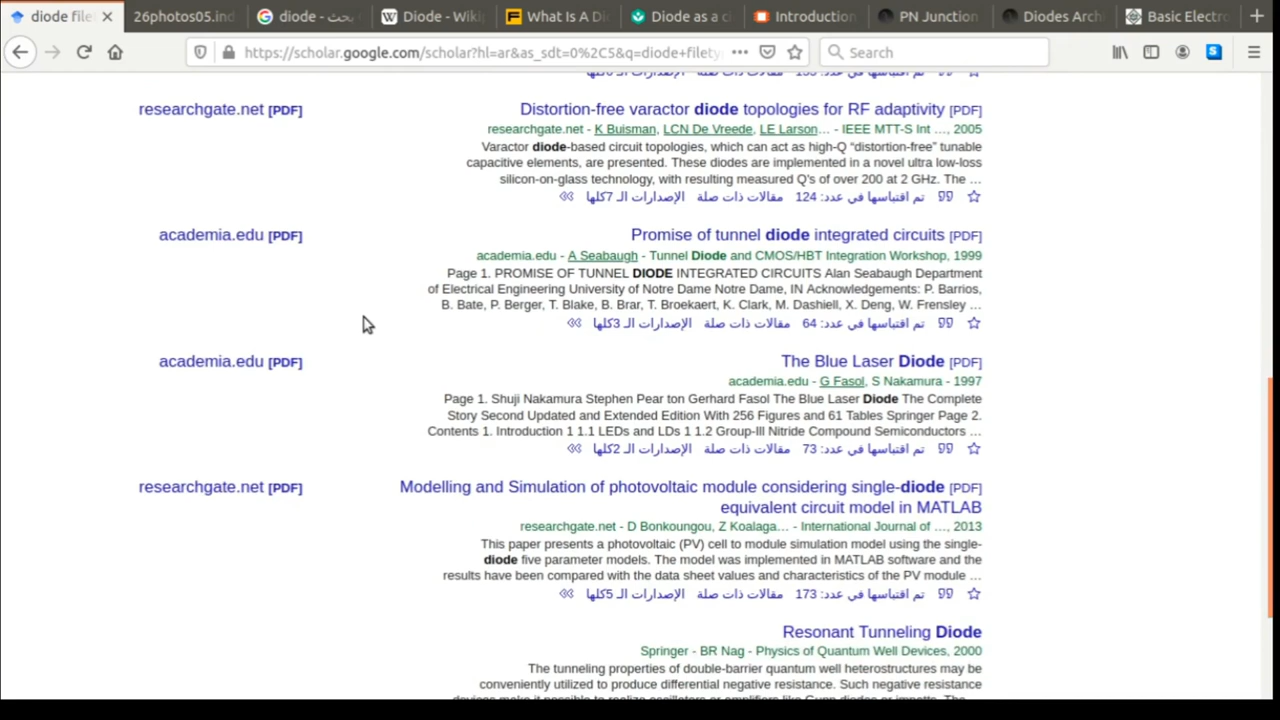 diode file
26photos05.ind
diode - بحث
Diode - Wiki
What Is A Dio
Diode as a c
Introduction
PN Junction
Diodes Arch
Basic Electro
https://scholar.google.com/scholar?hl=ar&as_sdt=0%2C5&q=diode+filety
Search
researchgate.net [PDF]
Distortion-free varactor diode topologies for RF adaptivity [PDF]
researchgate.net - K Buisman, LCN De Vreede, LE Larson… - IEEE MTT-S Int …, 2005
Varactor diode-based circuit topologies, which can act as high-Q “distortion-free” tunable
capacitive elements, are presented. These diodes are implemented in a novel ultra low-loss
silicon-on-glass technology, with resulting measured Q's of over 200 at 2 GHz. The …
تم اقتباسها في عدد: 124 مقالات ذات صلة الإصدارات الـ 7كلها
academia.edu [PDF]
Promise of tunnel diode integrated circuits [PDF]
academia.edu - A Seabaugh - Tunnel Diode and CMOS/HBT Integration Workshop, 1999
Page 1. PROMISE OF TUNNEL DIODE INTEGRATED CIRCUITS Alan Seabaugh Department
of Electrical Engineering University of Notre Dame Notre Dame, IN Acknowledgements: P. Barrios,
B. Bate, P. Berger, T. Blake, B. Brar, T. Broekaert, K. Clark, M. Dashiell, X. Deng, W. Frensley …
تم اقتباسها في عدد: 64 مقالات ذات صلة الإصدارات الـ 3كلها
academia.edu [PDF]
The Blue Laser Diode [PDF]
academia.edu - G Fasol, S Nakamura - 1997
Page 1. Shuji Nakamura Stephen Pear ton Gerhard Fasol The Blue Laser Diode The Complete
Story Second Updated and Extended Edition With 256 Figures and 61 Tables Springer Page 2.
Contents 1. Introduction 1 1.1 LEDs and LDs 1 1.2 Group-III Nitride Compound Semiconductors …
تم اقتباسها في عدد: 73 مقالات ذات صلة الإصدارات الـ 2كلها
researchgate.net [PDF]
Modelling and Simulation of photovoltaic module considering single-diode [PDF]
equivalent circuit model in MATLAB
researchgate.net - D Bonkoungou, Z Koalaga… - International Journal of …, 2013
This paper presents a photovoltaic (PV) cell to module simulation model using the single-
diode five parameter models. The model was implemented in MATLAB software and the
results have been compared with the data sheet values and characteristics of the PV module …
تم اقتباسها في عدد: 173 مقالات ذات صلة الإصدارات الـ 5كلها
Resonant Tunneling Diode
Springer - BR Nag - Physics of Quantum Well Devices, 2000
The tunneling properties of double-barrier quantum well heterostructures may be
conveniently utilized to produce differential negative resistance. Such negative resistance